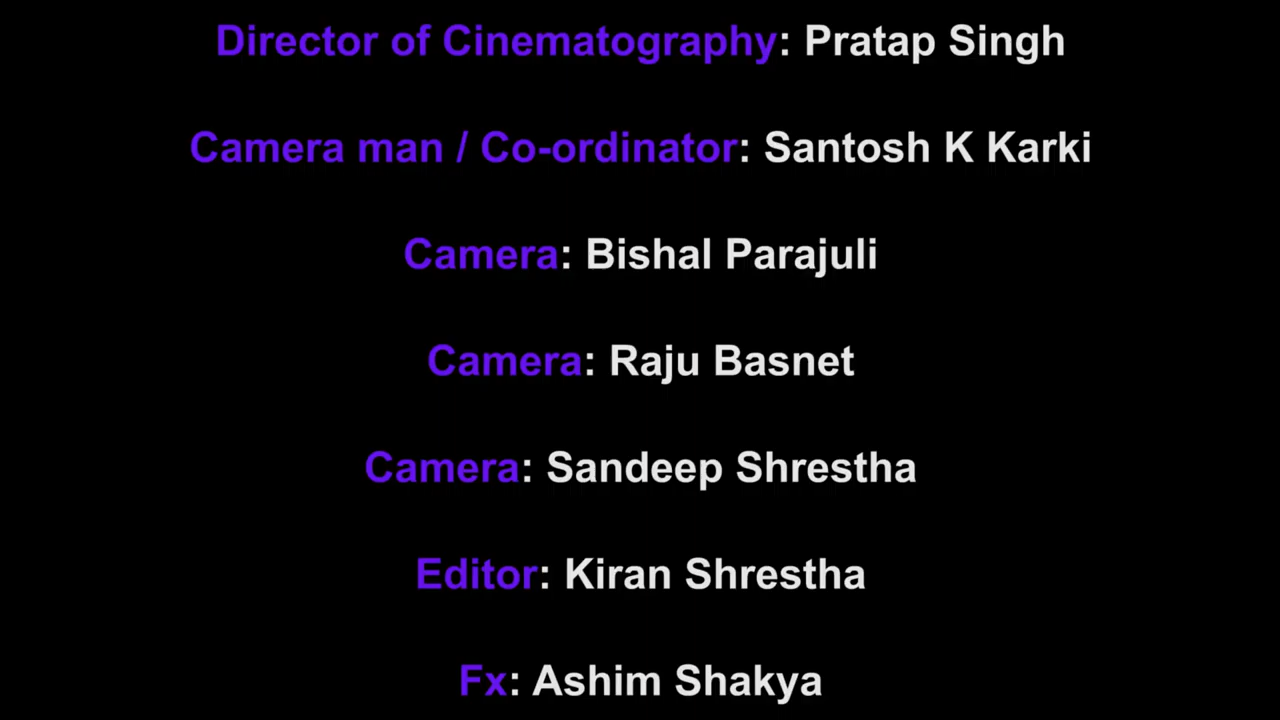 Director of Cinematography: Pratap Singh
Camera man / Co-ordinator: Santosh K Karki
Camera: Bishal Parajuli
Camera: Raju Basnet
Camera: Sandeep Shrestha
Editor: Kiran Shrestha
Fx: Ashim Shakya